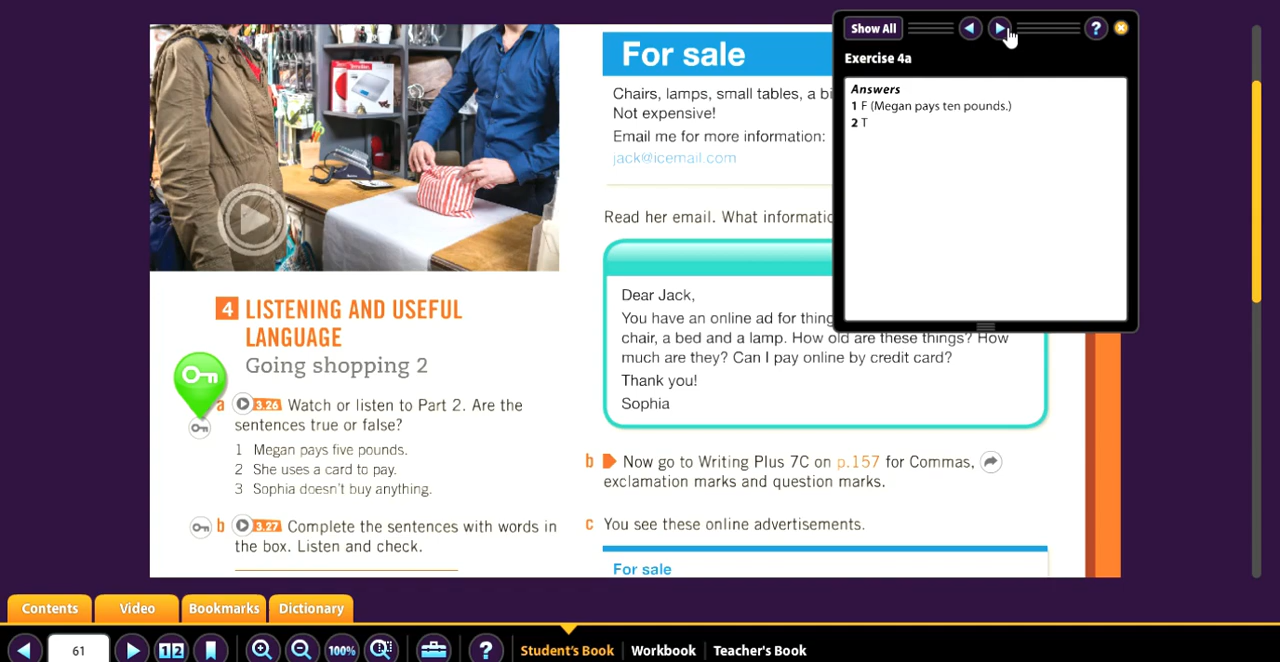 For sale
Chairs, lamps, small tables, a bi
Not expensive!
Email me for more information:
jack@icemail.com
Read her email. What informatio
Dear Jack,
You have an online ad for thing
chair, a bed and a lamp. How old are these things? How
much are they? Can I pay online by credit card?
Thank you!
Sophia
4 LISTENING AND USEFUL
LANGUAGE
Going shopping 2
a 3.26 Watch or listen to Part 2. Are the
sentences true or false?
1 Megan pays five pounds.
2 She uses a card to pay.
3 Sophia doesn't buy anything.
b 3.27 Complete the sentences with words in
the box. Listen and check.
b Now go to Writing Plus 7C on p.157 for Commas,
exclamation marks and question marks.
c You see these online advertisements.
For sale
Show All
?
Exercise 4a
Answers
1 F (Megan pays ten pounds.)
2 T
Contents
Video
Bookmarks
Dictionary
61
1 2
100%
?
Student's Book
Workbook
Teacher's Book